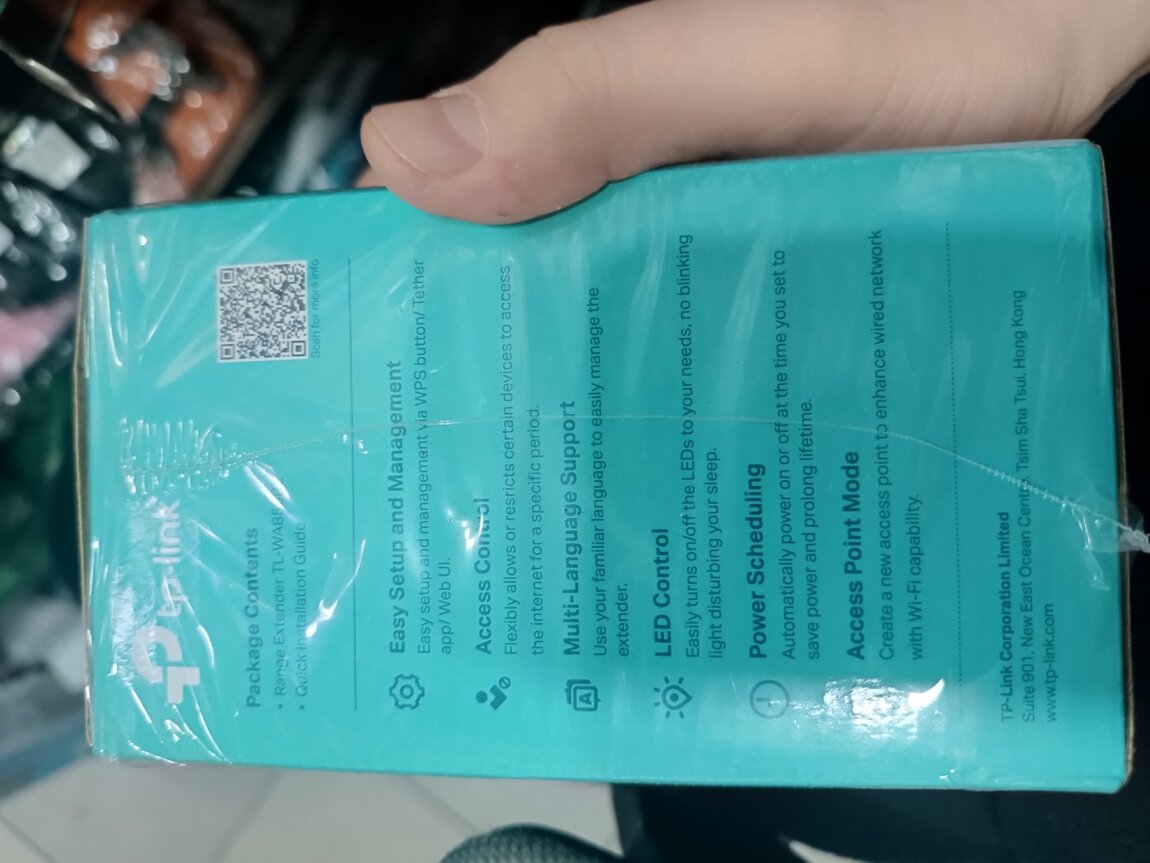 tp-link
Package Contents
• Range Extender
• Quick Installation Guide
Scan for more info
Easy Setup and Management
Easy setup and management via WPS button/ Tether
app/ Web UI.
Access Control
Flexibly allows or resricts certain devices to access
the internet for a specific period.
Multi-Language Support
Use your familiar language to easily manage the
extender.
LED Control
Easily turns on/off the LEDs to your needs, no blinking
light disturbing your sleep.
Power Scheduling
Automatically power on or off at the time you set to
save power and prolong lifetime.
Access Point Mode
Create a new access point to enhance wired network
with Wi-Fi capability.
TP-Link Corporation Limited
Suite 901, New East Ocean Centre, Tsim Sha Tsui, Hong Kong
www.tp-link.com